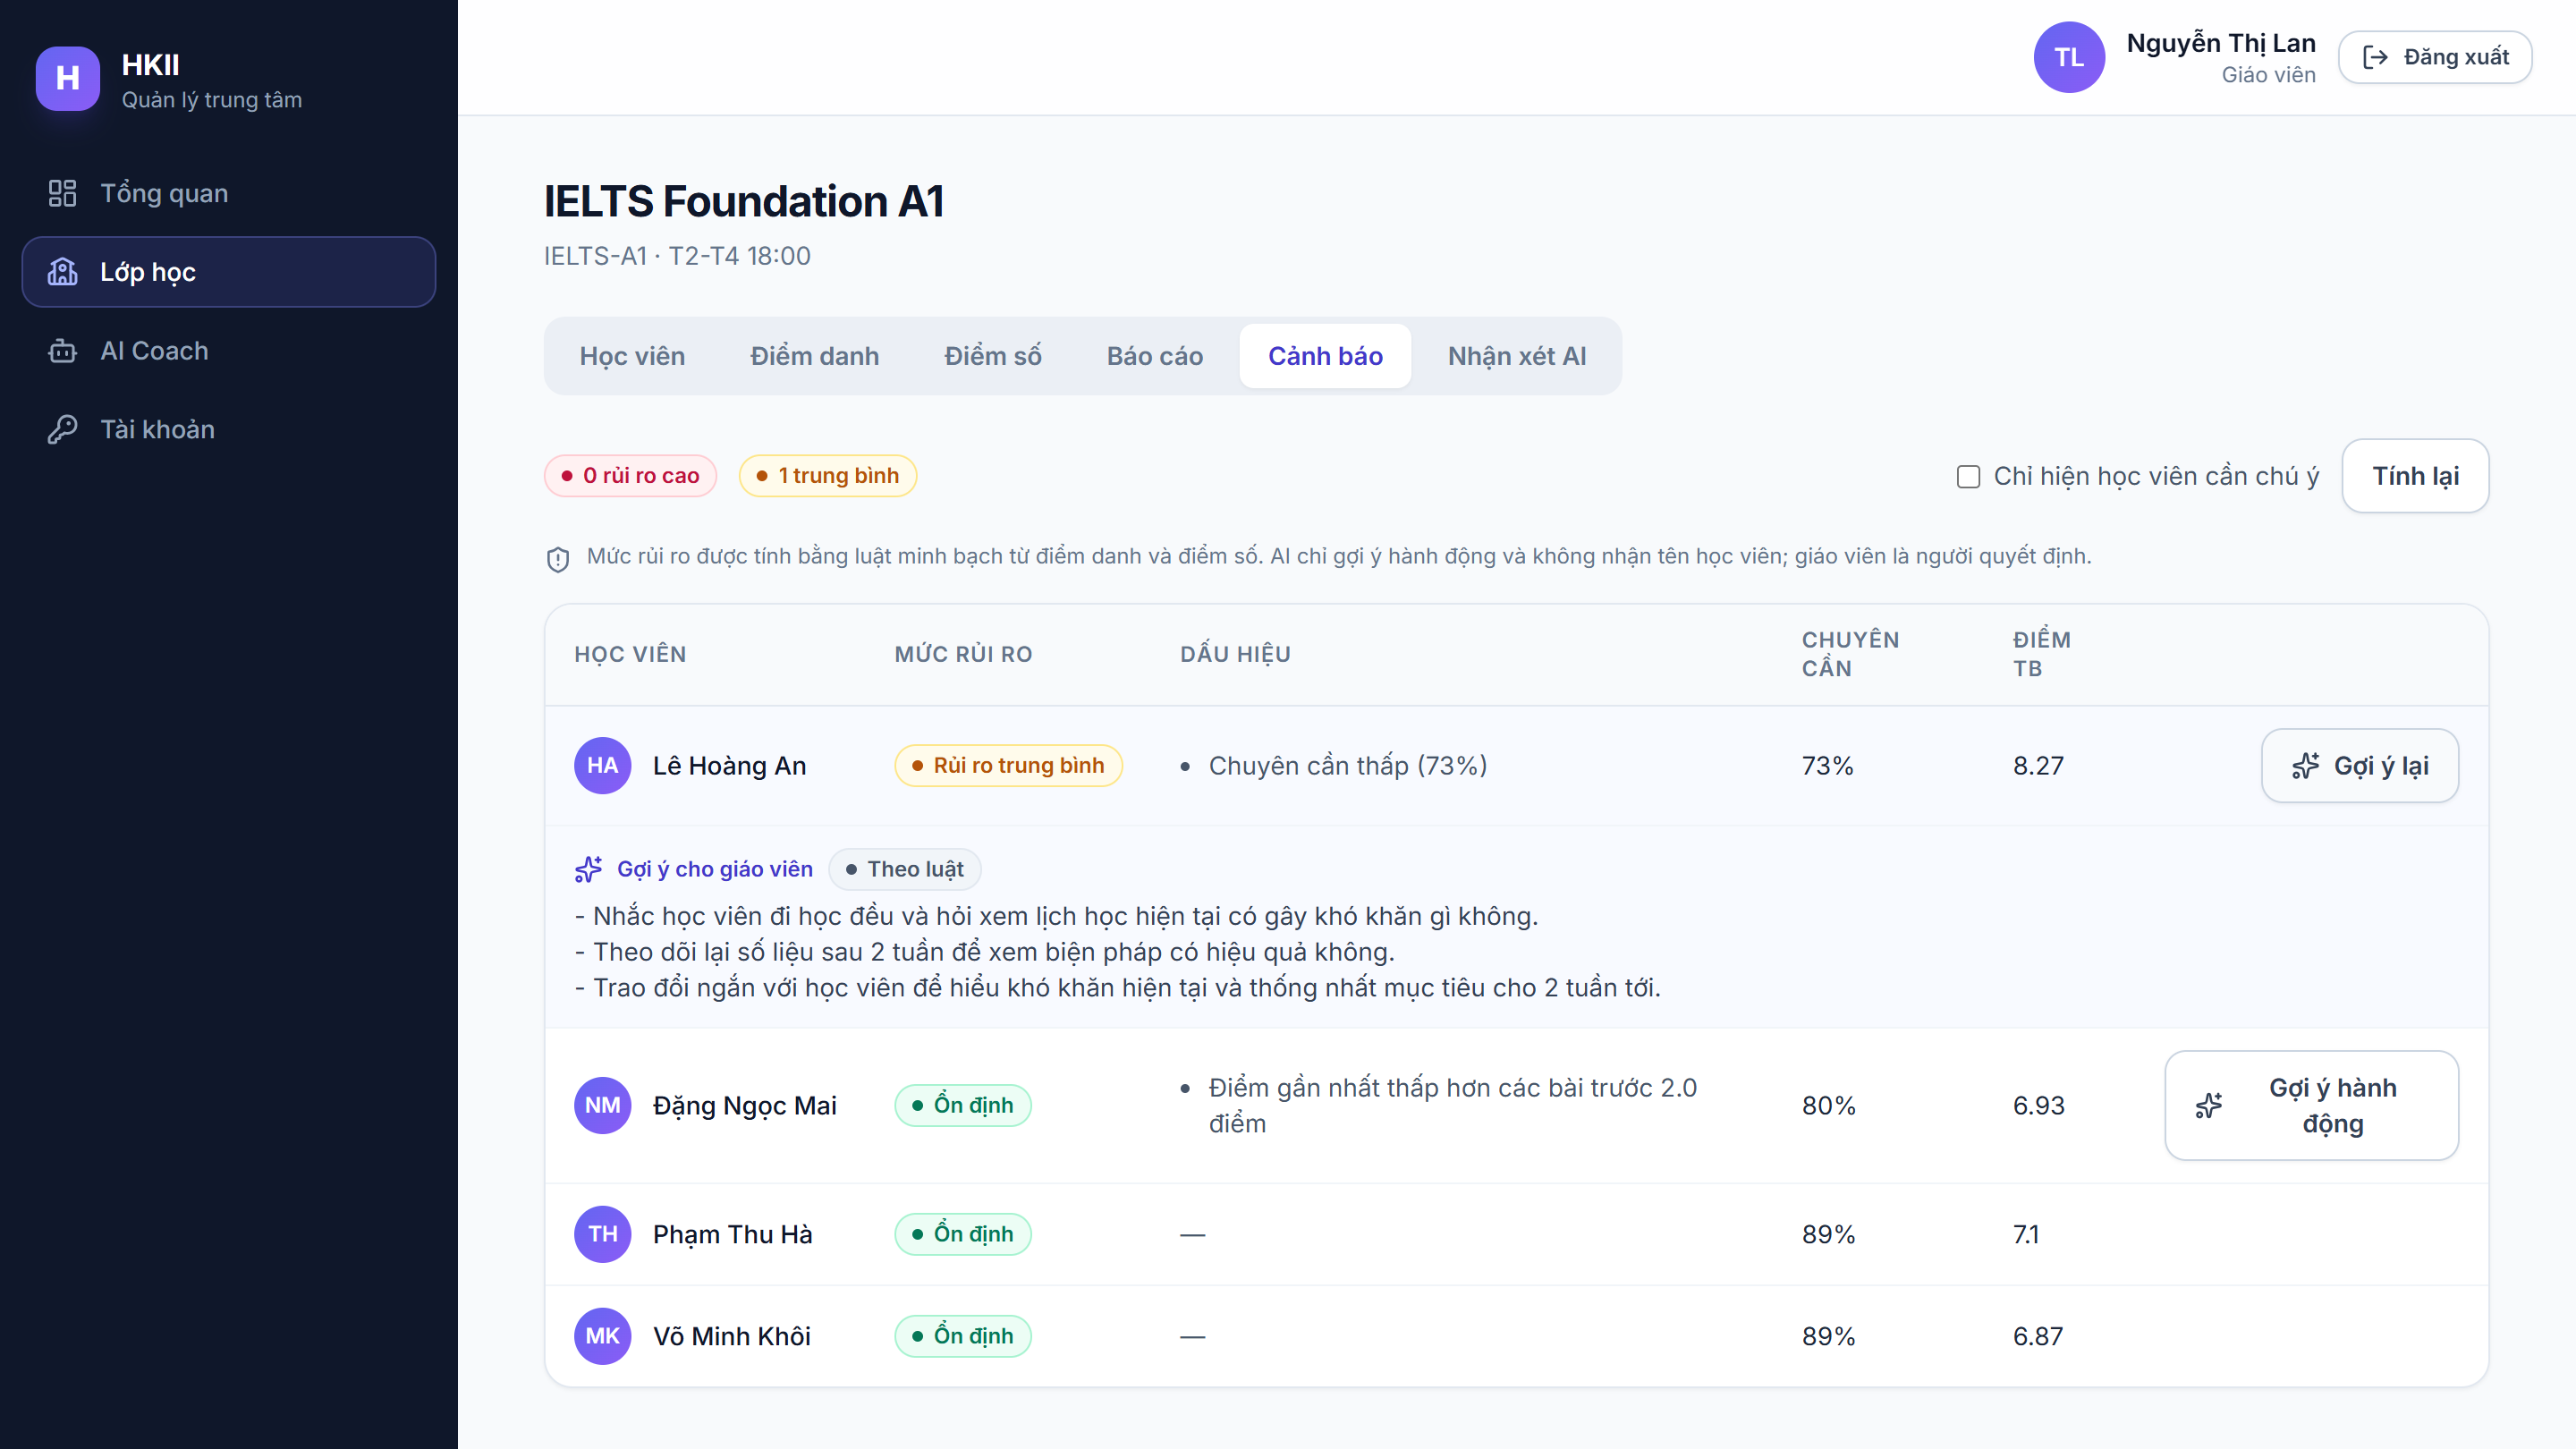 H
HKII
Quản lý trung tâm
Tổng quan
Lớp học
AI Coach
Tài khoản
TL
Nguyễn Thị Lan
Giáo viên
Đăng xuất
IELTS Foundation A1
IELTS-A1 · T2-T4 18:00
Học viên
Điểm danh
Điểm số
Báo cáo
Cảnh báo
Nhận xét AI
0 rủi ro cao
1 trung bình
Chỉ hiện học viên cần chú ý
Tính lại
Mức rủi ro được tính bằng luật minh bạch từ điểm danh và điểm số. AI chỉ gợi ý hành động và không nhận tên học viên; giáo viên là người quyết định.
HỌC VIÊN
MỨC RỦI RO
DẤU HIỆU
CHUYÊN
CẦN
ĐIỂM
TB
HA
Lê Hoàng An
Rủi ro trung bình
• Chuyên cần thấp (73%)
73%
8.27
Gợi ý lại
Gợi ý cho giáo viên
Theo luật
- Nhắc học viên đi học đều và hỏi xem lịch học hiện tại có gây khó khăn gì không.
- Theo dõi lại số liệu sau 2 tuần để xem biện pháp có hiệu quả không.
- Trao đổi ngắn với học viên để hiểu khó khăn hiện tại và thống nhất mục tiêu cho 2 tuần tới.
NM
Đặng Ngọc Mai
Ổn định
• Điểm gần nhất thấp hơn các bài trước 2.0
điểm
80%
6.93
Gợi ý hành
động
TH
Phạm Thu Hà
Ổn định
—
89%
7.1
MK
Võ Minh Khôi
Ổn định
—
89%
6.87